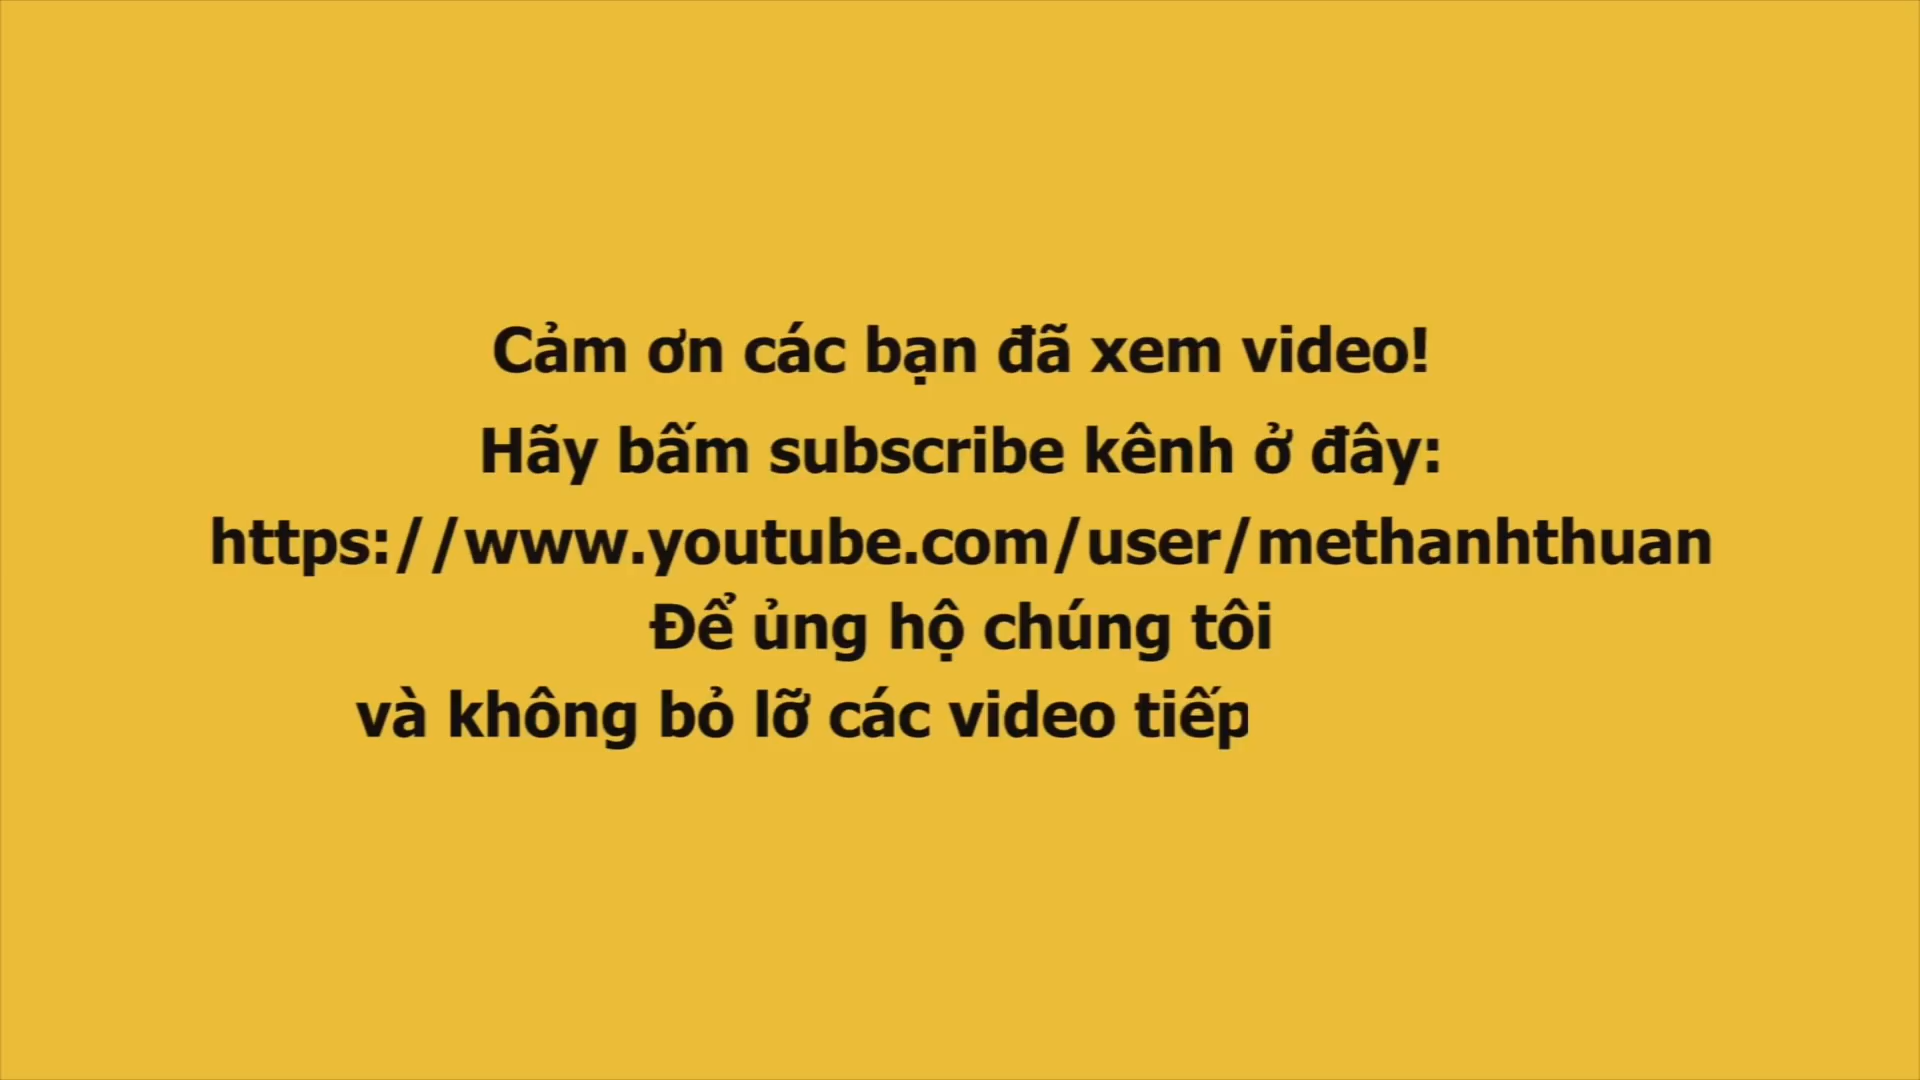 Cảm ơn các bạn đã xem video!
Hãy bấm subscribe kênh ở đây:
https://www.youtube.com/user/methanhthuan
Để ủng hộ chúng tôi
và không bỏ lỡ các video tiếp